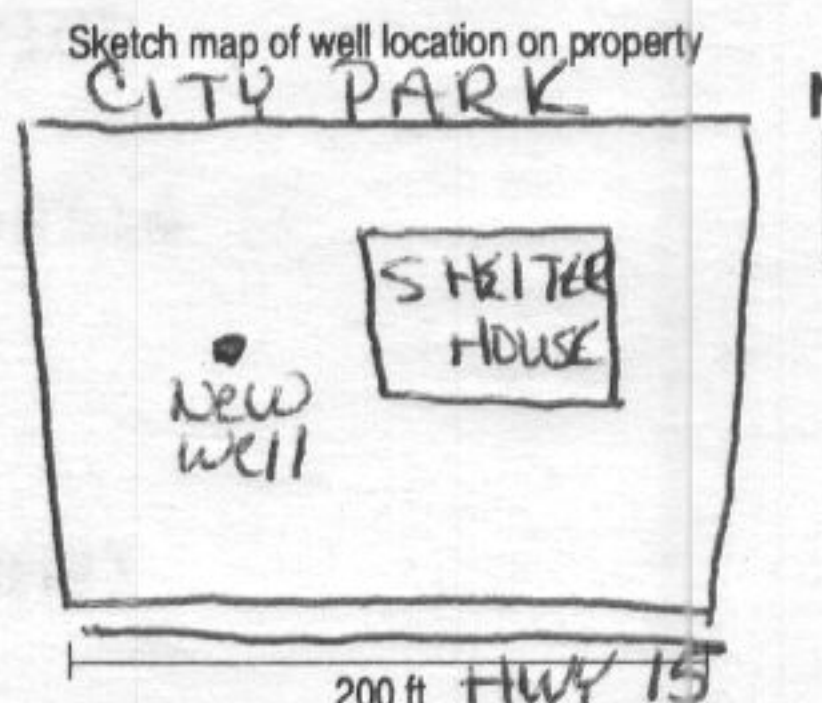 Sketch map of well location on property
CITY PARK
SHELTER
HOUSE
New
Well
200 ft HWY 15